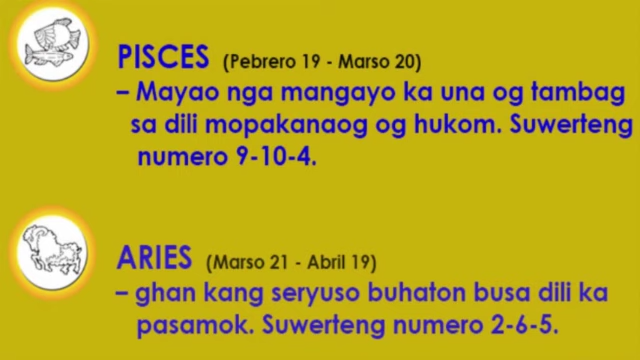 PISCES (Pebrero 19 - Marso 20)
– Mayao nga mangayo ka una og tambag
sa dili mopakanaog og hukom. Suwerteng
numero 9-10-4.
ARIES (Marso 21 - Abril 19)
– ghan kang seryuso buhaton busa dili ka
pasamok. Suwerteng numero 2-6-5.